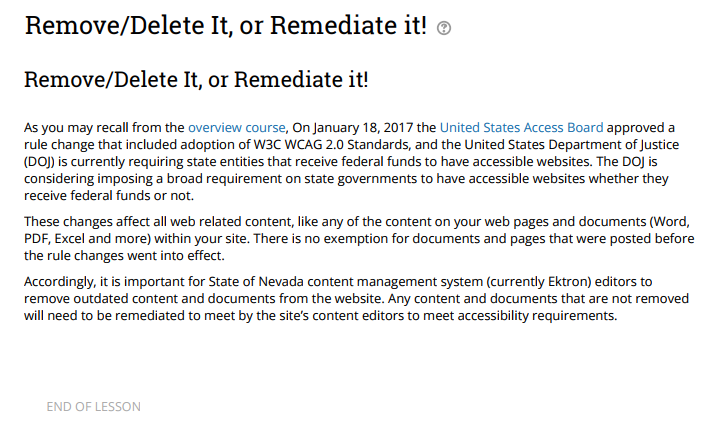 Remove/Delete It, or Remediate it!
Remove/Delete It, or Remediate it!
As you may recall from the overview course, On January 18, 2017 the United States Access Board approved a
rule change that included adoption of W3C WCAG 2.0 Standards, and the United States Department of Justice
(DOJ) is currently requiring state entities that receive federal funds to have accessible websites. The DOJ is
considering imposing a broad requirement on state governments to have accessible websites whether they
receive federal funds or not.
These changes affect all web related content, like any of the content on your web pages and documents (Word,
PDF, Excel and more) within your site. There is no exemption for documents and pages that were posted before
the rule changes went into effect.
Accordingly, it is important for State of Nevada content management system (currently Ektron) editors to
remove outdated content and documents from the website. Any content and documents that are not removed
will need to be remediated to meet by the site's content editors to meet accessibility requirements.
END OF LESSON